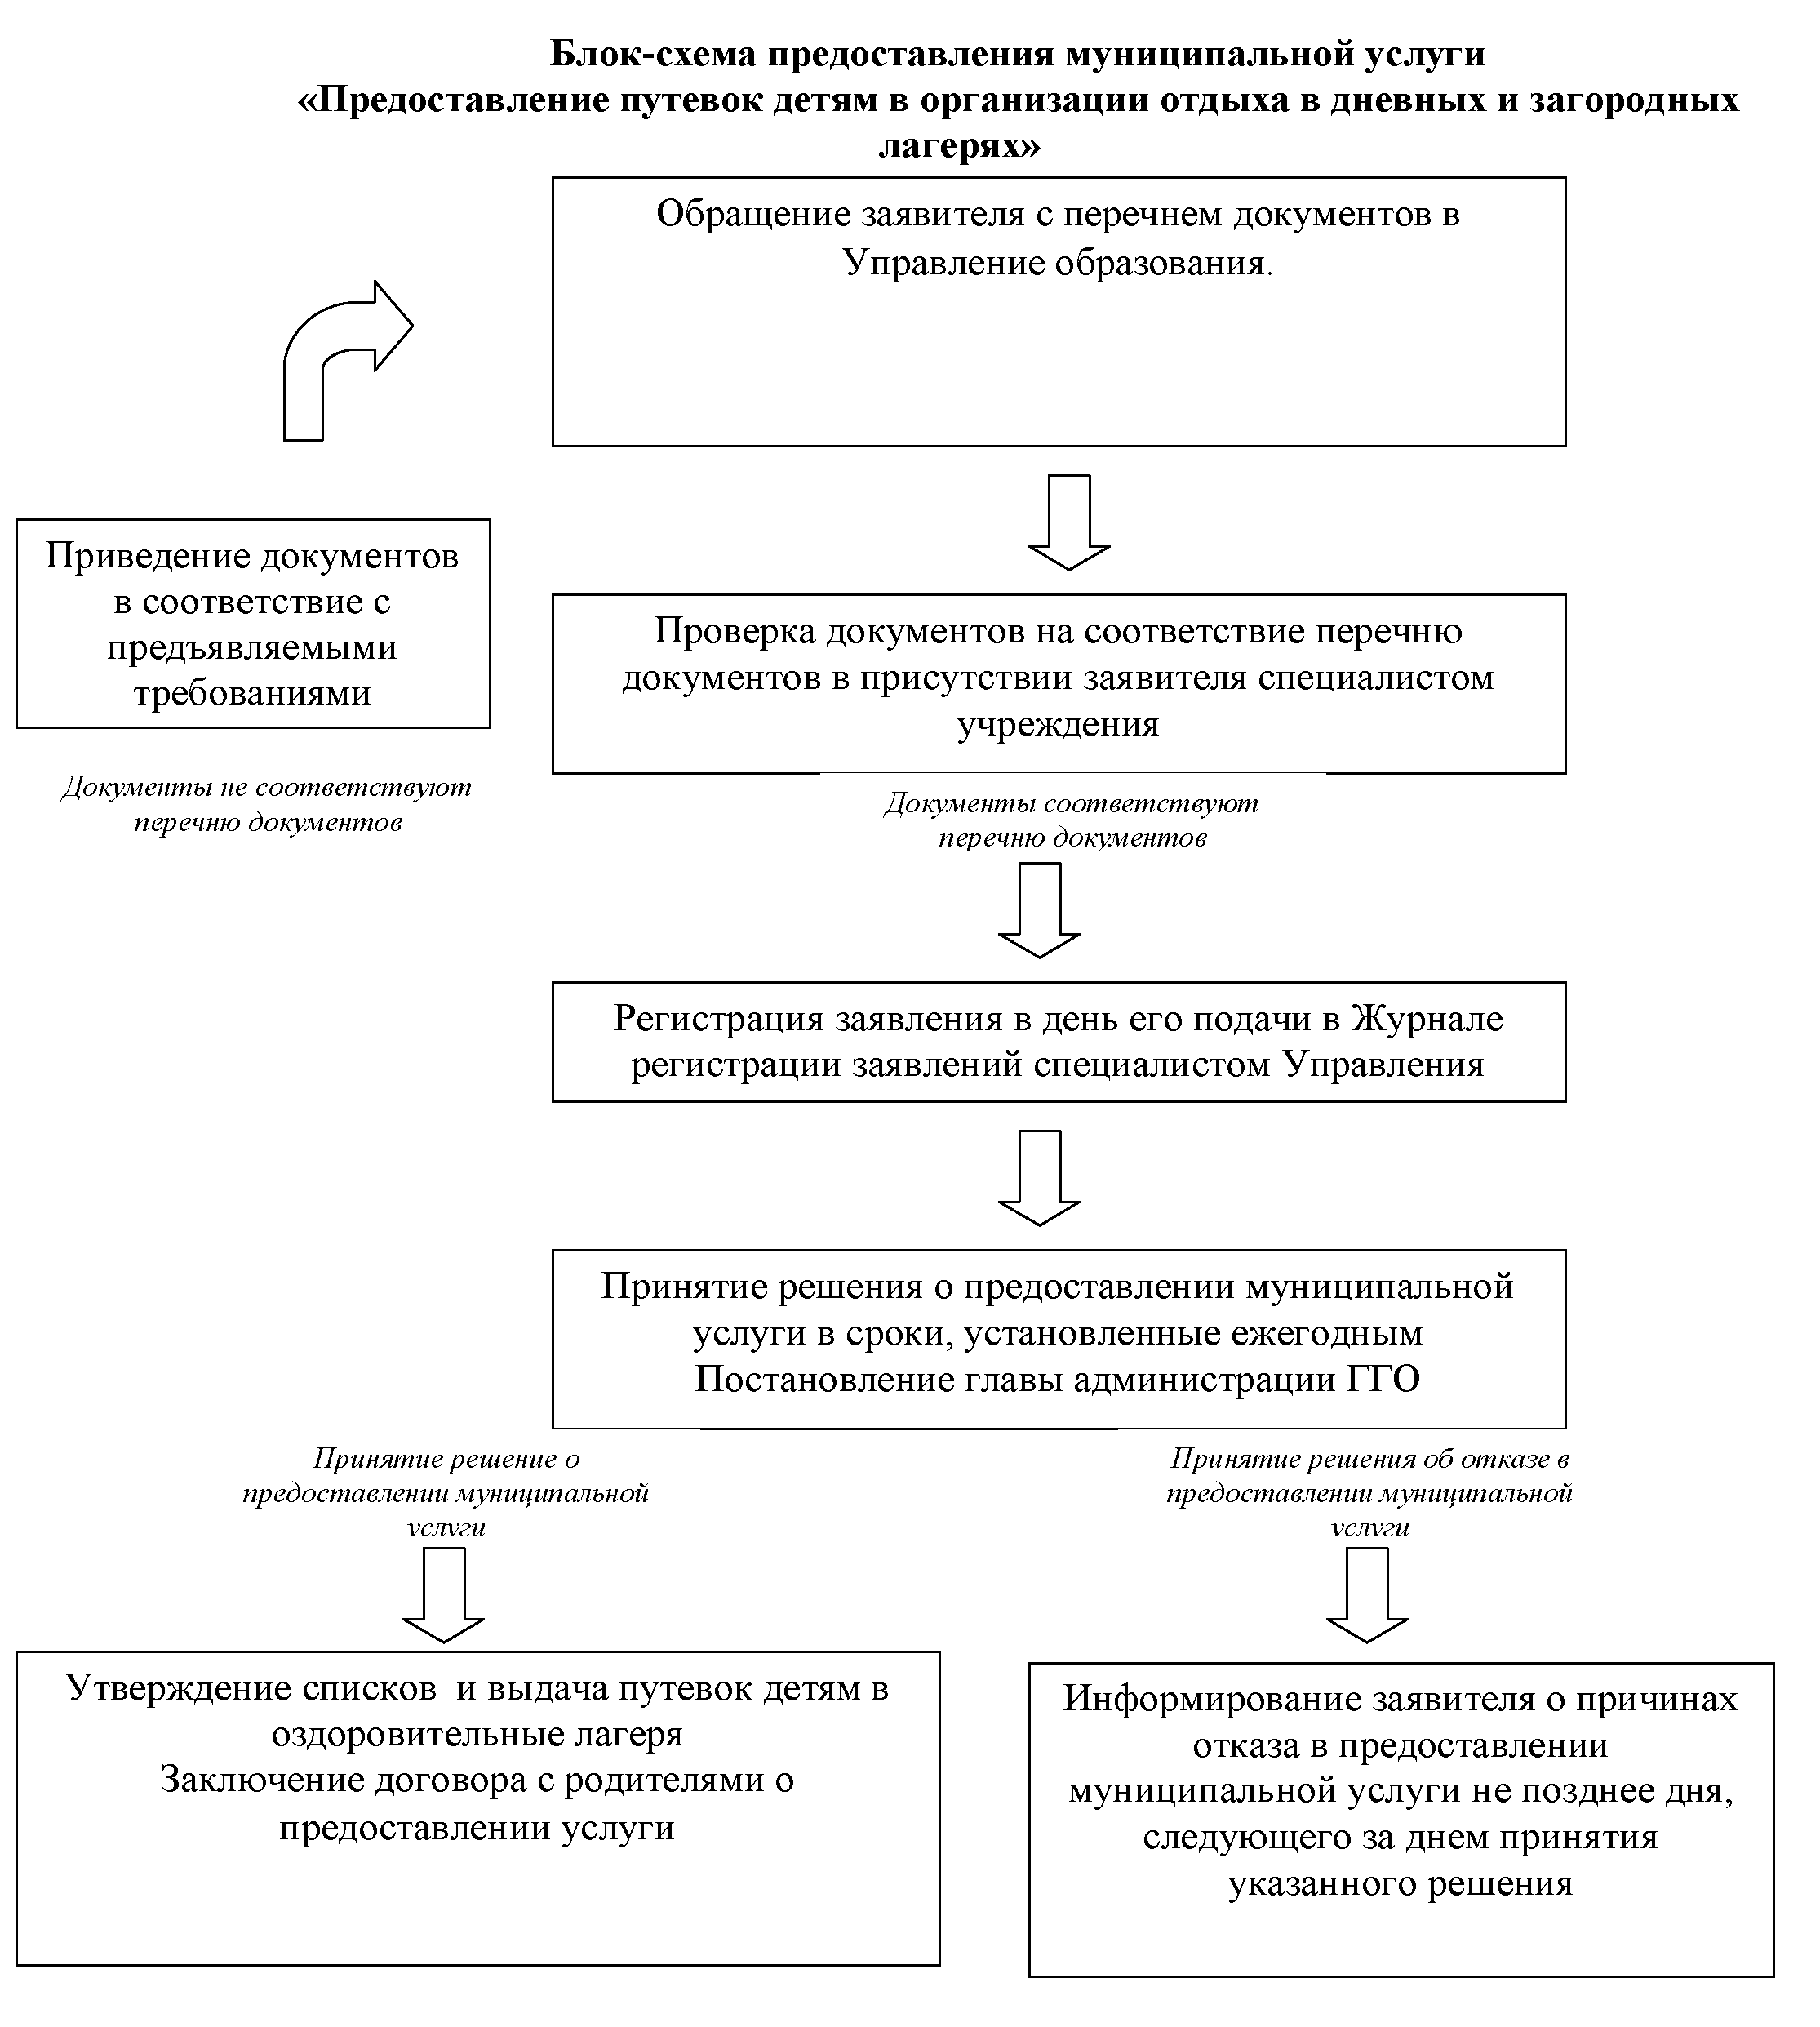 Блок-схема предоставления муниципальной услуги
«Предоставление путевок детям в организации отдыха в дневных и загородных
лагерях»
Обращение заявителя с перечнем документов в
Управление образования.
Приведение документов
в соответствие с
предъявляемыми
требованиями
Проверка документов на соответствие перечню
документов в присутствии заявителя специалистом
учреждения
Документы не соответствуют
перечню документов
Документы соответствуют
перечню документов
Регистрация заявления в день его подачи в Журнале
регистрации заявлений специалистом Управления
Принятие решения о предоставлении муниципальной
услуги в сроки, установленные ежегодным
Постановление главы администрации ГГО
Принятие решение о
предоставлении муниципальной
услуги
Принятие решения об отказе в
предоставлении муниципальной
услуги
Утверждение списков  и выдача путевок детям в
оздоровительные лагеря
Заключение договора с родителями о
предоставлении услуги
Информирование заявителя о причинах
отказа в предоставлении
муниципальной услуги не позднее дня,
следующего за днем принятия
указанного решения